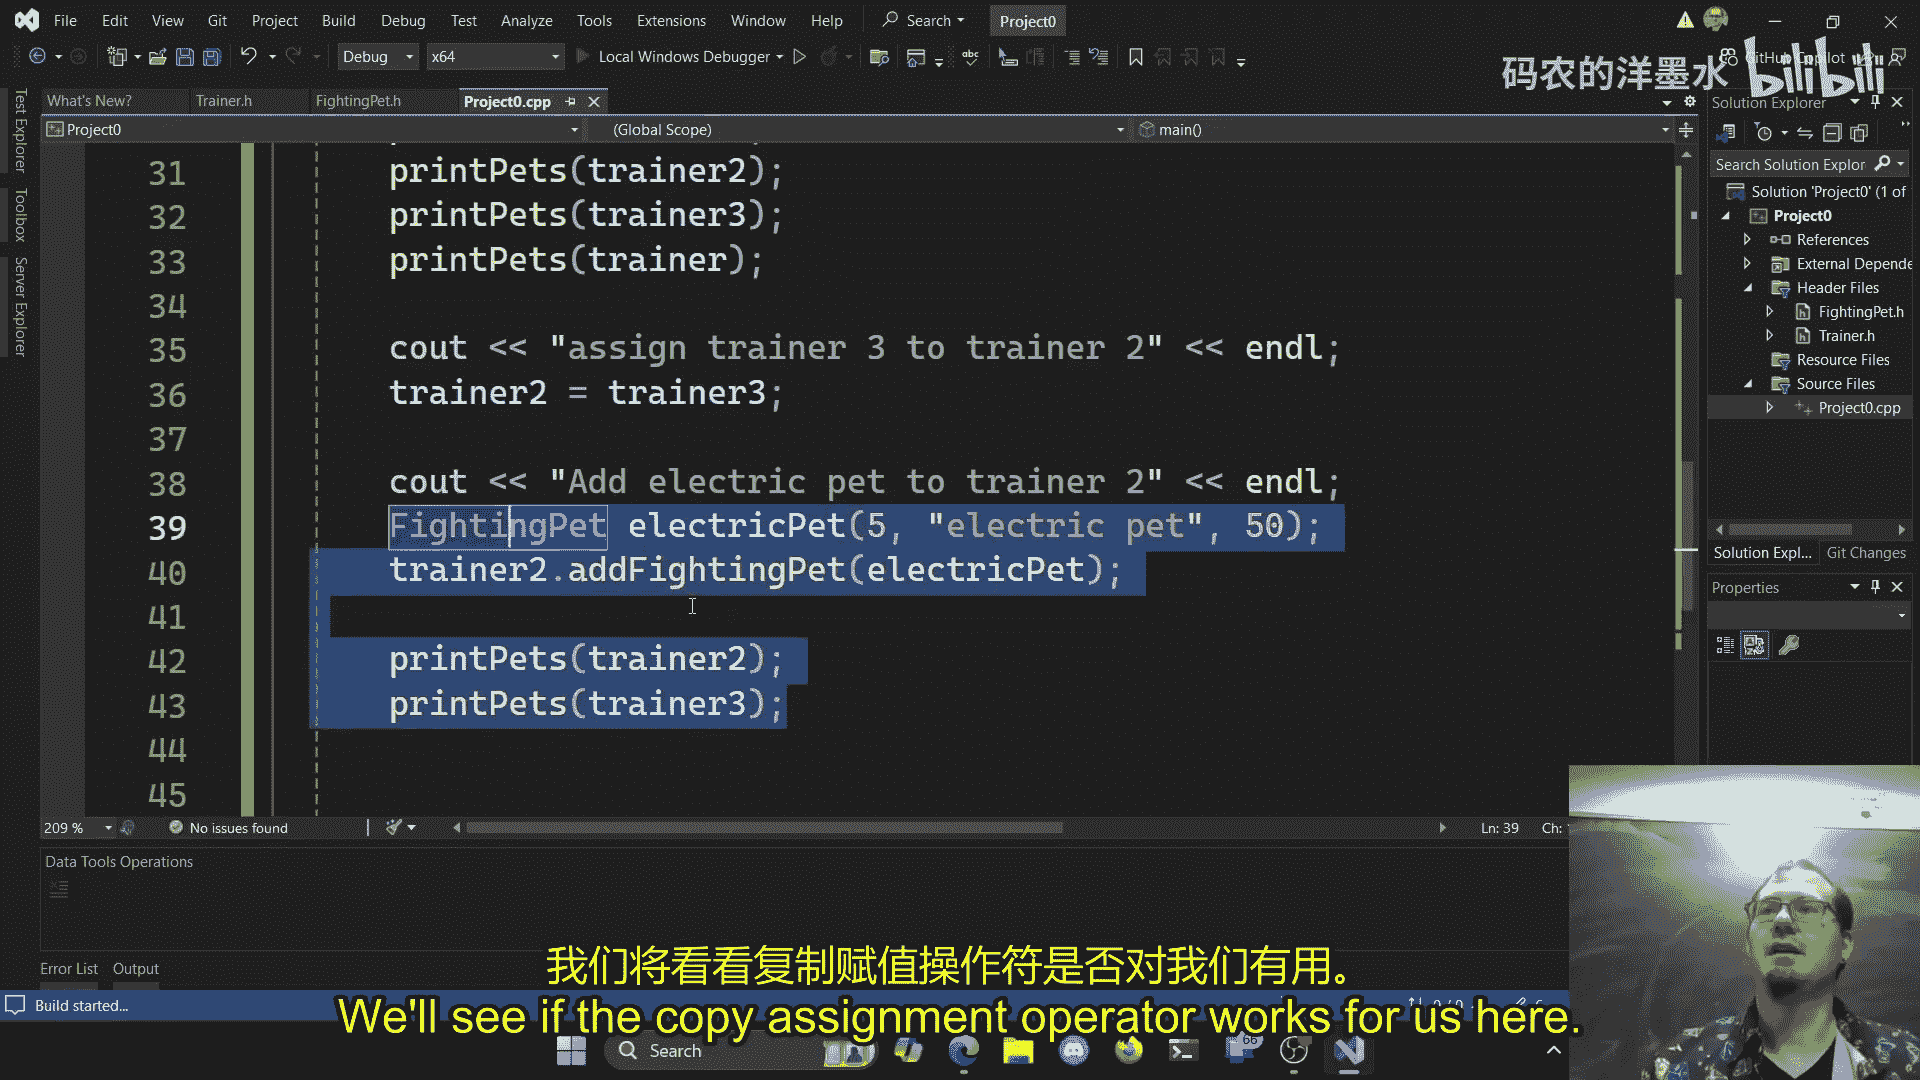 File Edit View Git Project Build Debug Test Analyze Tools Extensions Window Help Search Project0
Debug x64 Local Windows Debugger
码农的洋墨水 bilibili
What's New? Trainer.h FightingPet.h Project0.cpp
Project0 (Global Scope) main()
Test Explorer
Toolbox
Server Explorer
31 printPets(trainer2);
32 printPets(trainer3);
33 printPets(trainer);
34
35 cout << "assign trainer 3 to trainer 2" << endl;
36 trainer2 = trainer3;
37
38 cout << "Add electric pet to trainer 2" << endl;
39 FightingPet electricPet(5, "electric pet", 50);
40 trainer2.addFightingPet(electricPet);
41
42 printPets(trainer2);
43 printPets(trainer3);
44
45
209 % No issues found Ln: 39 Ch:
Solution Explorer
Search Solution Explor
Solution 'Project0' (1 of
Project0
References
External Depende
Header Files
FightingPet.h
Trainer.h
Resource Files
Source Files
Project0.cpp
Solution Expl... Git Changes
Properties
Data Tools Operations
Error List Output
Build started...
我们将看看复制赋值操作符是否对我们有用。
We'll see if the copy assignment operator works for us here.
Search